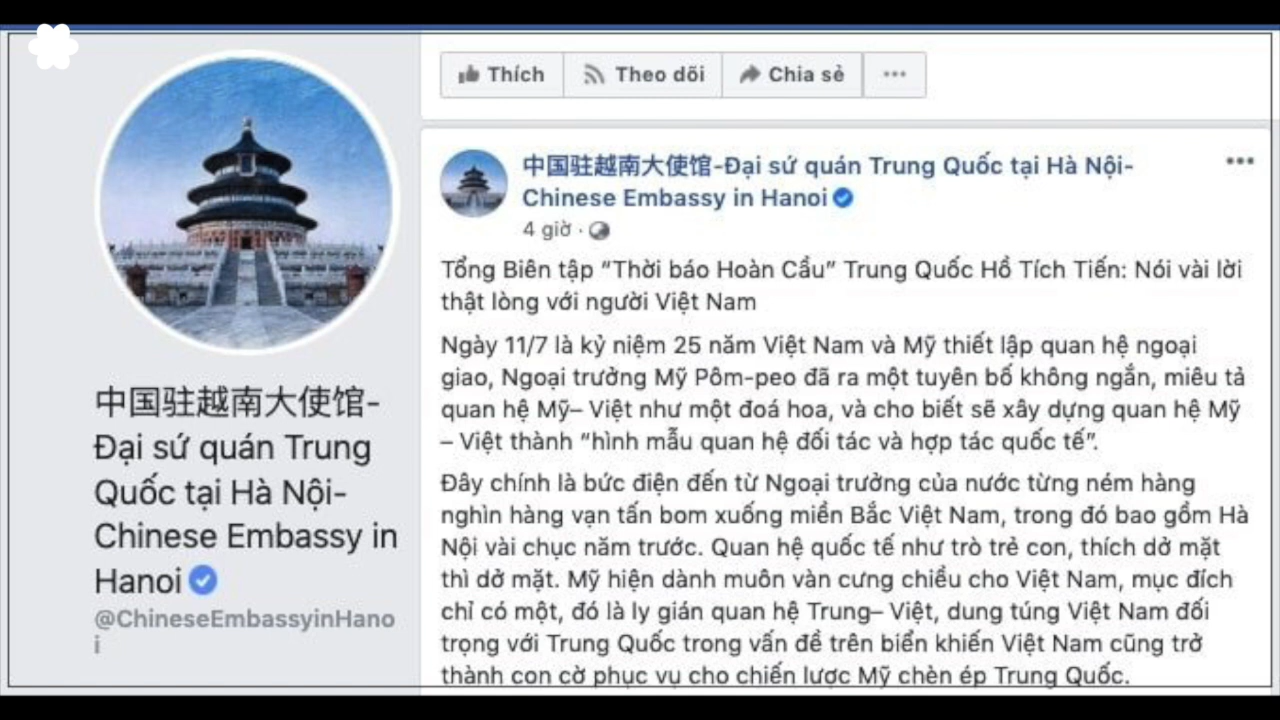 中国驻越南大使馆-
Đại sứ quán Trung
Quốc tại Hà Nội-
Chinese Embassy in
Hanoi
@ChineseEmbassyinHano
i
Thích
Theo dõi
Chia sẻ
中国驻越南大使馆-Đại sứ quán Trung Quốc tại Hà Nội-
Chinese Embassy in Hanoi
4 giờ ·
Tổng Biên tập “Thời báo Hoàn Cầu” Trung Quốc Hồ Tích Tiến: Nói vài lời
thật lòng với người Việt Nam
Ngày 11/7 là kỷ niệm 25 năm Việt Nam và Mỹ thiết lập quan hệ ngoại
giao, Ngoại trưởng Mỹ Pôm-peo đã ra một tuyên bố không ngắn, miêu tả
quan hệ Mỹ– Việt như một đoá hoa, và cho biết sẽ xây dựng quan hệ Mỹ
– Việt thành “hình mẫu quan hệ đối tác và hợp tác quốc tế”.
Đây chính là bức điện đến từ Ngoại trưởng của nước từng ném hàng
nghìn hàng vạn tấn bom xuống miền Bắc Việt Nam, trong đó bao gồm Hà
Nội vài chục năm trước. Quan hệ quốc tế như trò trẻ con, thích dở mặt
thì dở mặt. Mỹ hiện dành muôn vàn cưng chiều cho Việt Nam, mục đích
chỉ có một, đó là ly gián quan hệ Trung– Việt, dung túng Việt Nam đối
trọng với Trung Quốc trong vấn đề trên biển khiến Việt Nam cũng trở
thành con cờ phục vụ cho chiến lược Mỹ chèn ép Trung Quốc.